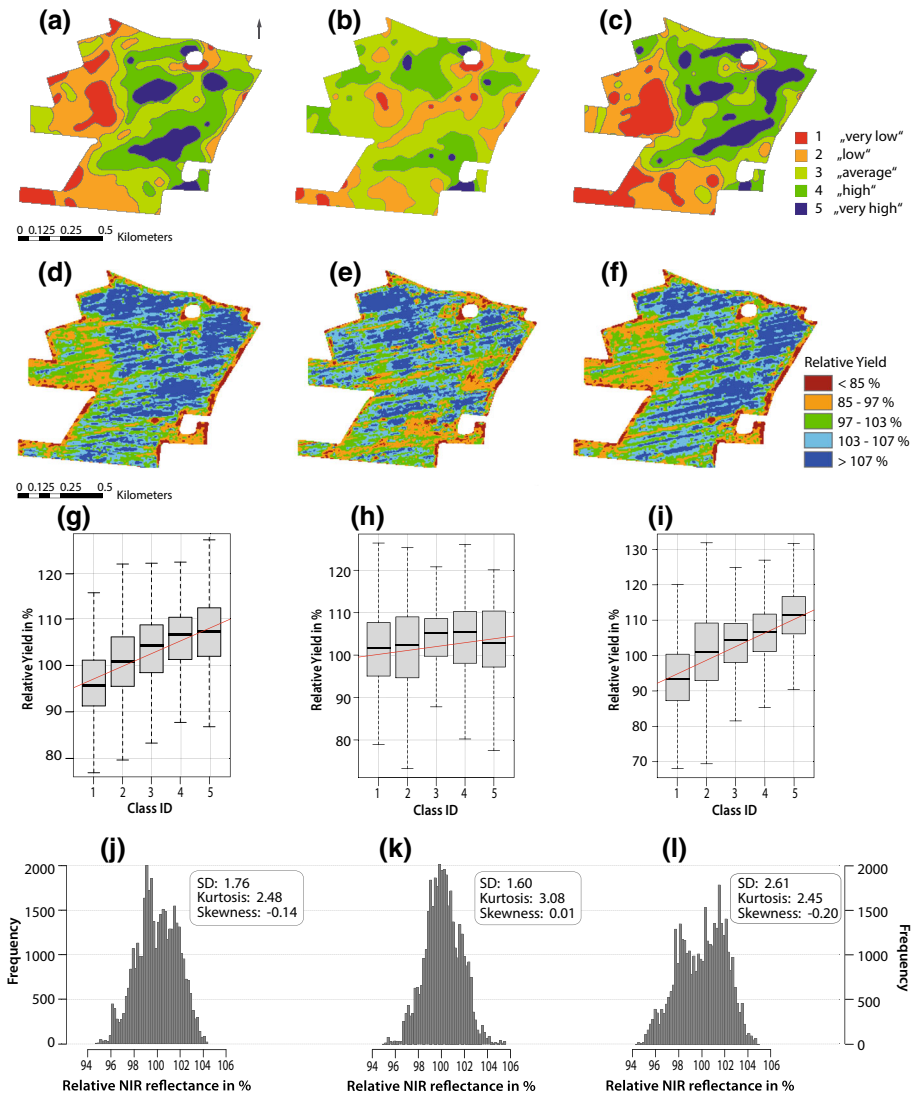 (a)
(b)
(c)
1 „very low“
2 „low“
3 „average“
4 „high“
5 „very high“
0 0.125 0.25 0.5
Kilometers
(d)
(e)
(f)
Relative Yield
< 85 %
85 - 97 %
97 - 103 %
103 - 107 %
> 107 %
0 0.125 0.25 0.5
Kilometers
(g)
(h)
(i)
Relative Yield in %
120
110
100
90
80
1 2 3 4 5
Class ID
Relative Yield in %
120
110
100
90
80
1 2 3 4 5
Class ID
Relative Yield in %
130
120
110
100
90
80
70
1 2 3 4 5
Class ID
(j)
(k)
(l)
Frequency
2000
1500
1000
500
0
SD: 1.76
Kurtosis: 2.48
Skewness: -0.14
94 96 98 100 102 104 106
Relative NIR reflectance in %
SD: 1.60
Kurtosis: 3.08
Skewness: 0.01
94 96 98 100 102 104 106
Relative NIR reflectance in %
SD: 2.61
Kurtosis: 2.45
Skewness: -0.20
94 96 98 100 102 104 106
Relative NIR reflectance in %
2000
1500
1000
500
0
Frequency